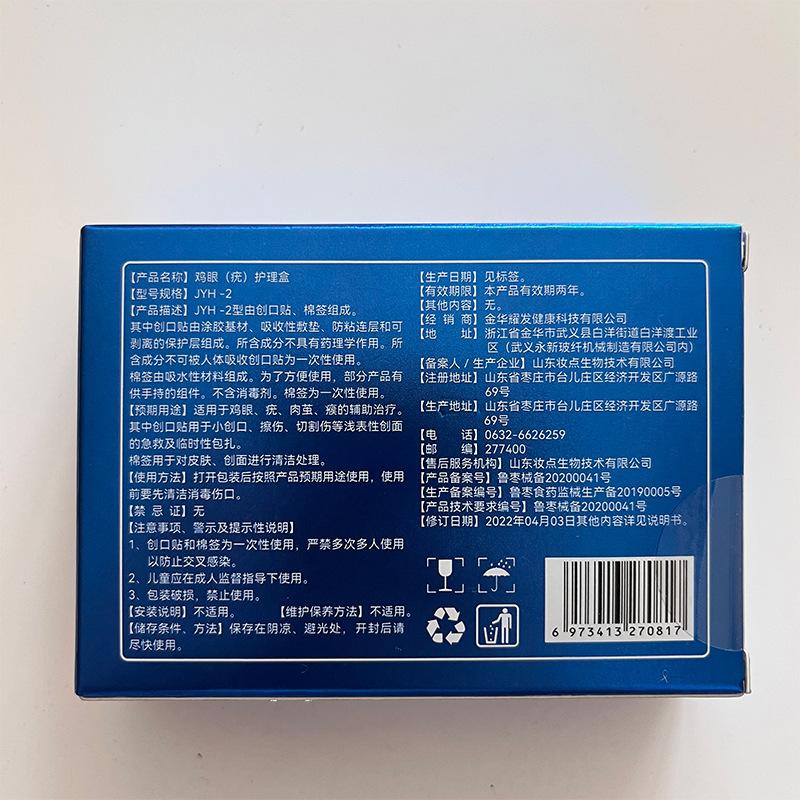 【产品名称】鸡眼（疣）护理盒
【型号规格】JYH -2
【产品描述】JYH -2型由创口贴、棉签组成。
其中创口贴由涂胶基材、吸收性敷垫、防粘连层和可
剥离的保护层组成。所含成分不具有药理学作用。所
含成分不可被人体吸收创口贴为一次性使用。
棉签由吸水性材料组成。为了方便使用，部分产品有
供手持的组件。不含消毒剂。棉签为一次性使用。
【预期用途】适用于鸡眼、疣、肉茧、瘊的辅助治疗。
其中创口贴用于小创口、擦伤、切割伤等浅表性创面
的急救及临时性包扎。
棉签用于对皮肤、创面进行清洁处理。
【使用方法】打开包装后按照产品预期用途使用，使用
前要先清洁消毒伤口。
【禁 忌 证】无
【注意事项、警示及提示性说明】
1、创口贴和棉签为一次性使用，严禁多次多人使用
以防止交叉感染。
2、儿童应在成人监督指导下使用。
3、包装破损，禁止使用。
【安装说明】不适用。 【维护保养方法】不适用。
【储存条件、方法】保存在阴凉、避光处，开封后请
尽快使用。
【生产日期】见标签。
【有效期限】本产品有效期两年。
【其他内容】无。
【经 销 商】金华耀发健康科技有限公司
【地 址】浙江省金华市武义县白洋街道白洋渡工业
区（武义永新玻纤机械制造有限公司内）
【备案人 / 生产企业】山东妆点生物技术有限公司
【注册地址】山东省枣庄市台儿庄区经济开发区广源路
69号
【生产地址】山东省枣庄市台儿庄区经济开发区广源路
69号
【电 话】0632-6626259
【邮 编】277400
【售后服务机构】山东妆点生物技术有限公司
【产品备案号】鲁枣械备20200041号
【生产备案编号】鲁枣食药监械生产备20190005号
【产品技术要求编号】鲁枣械备20200041号
【修订日期】2022年04月03日其他内容详见说明书。
6 973413 270817